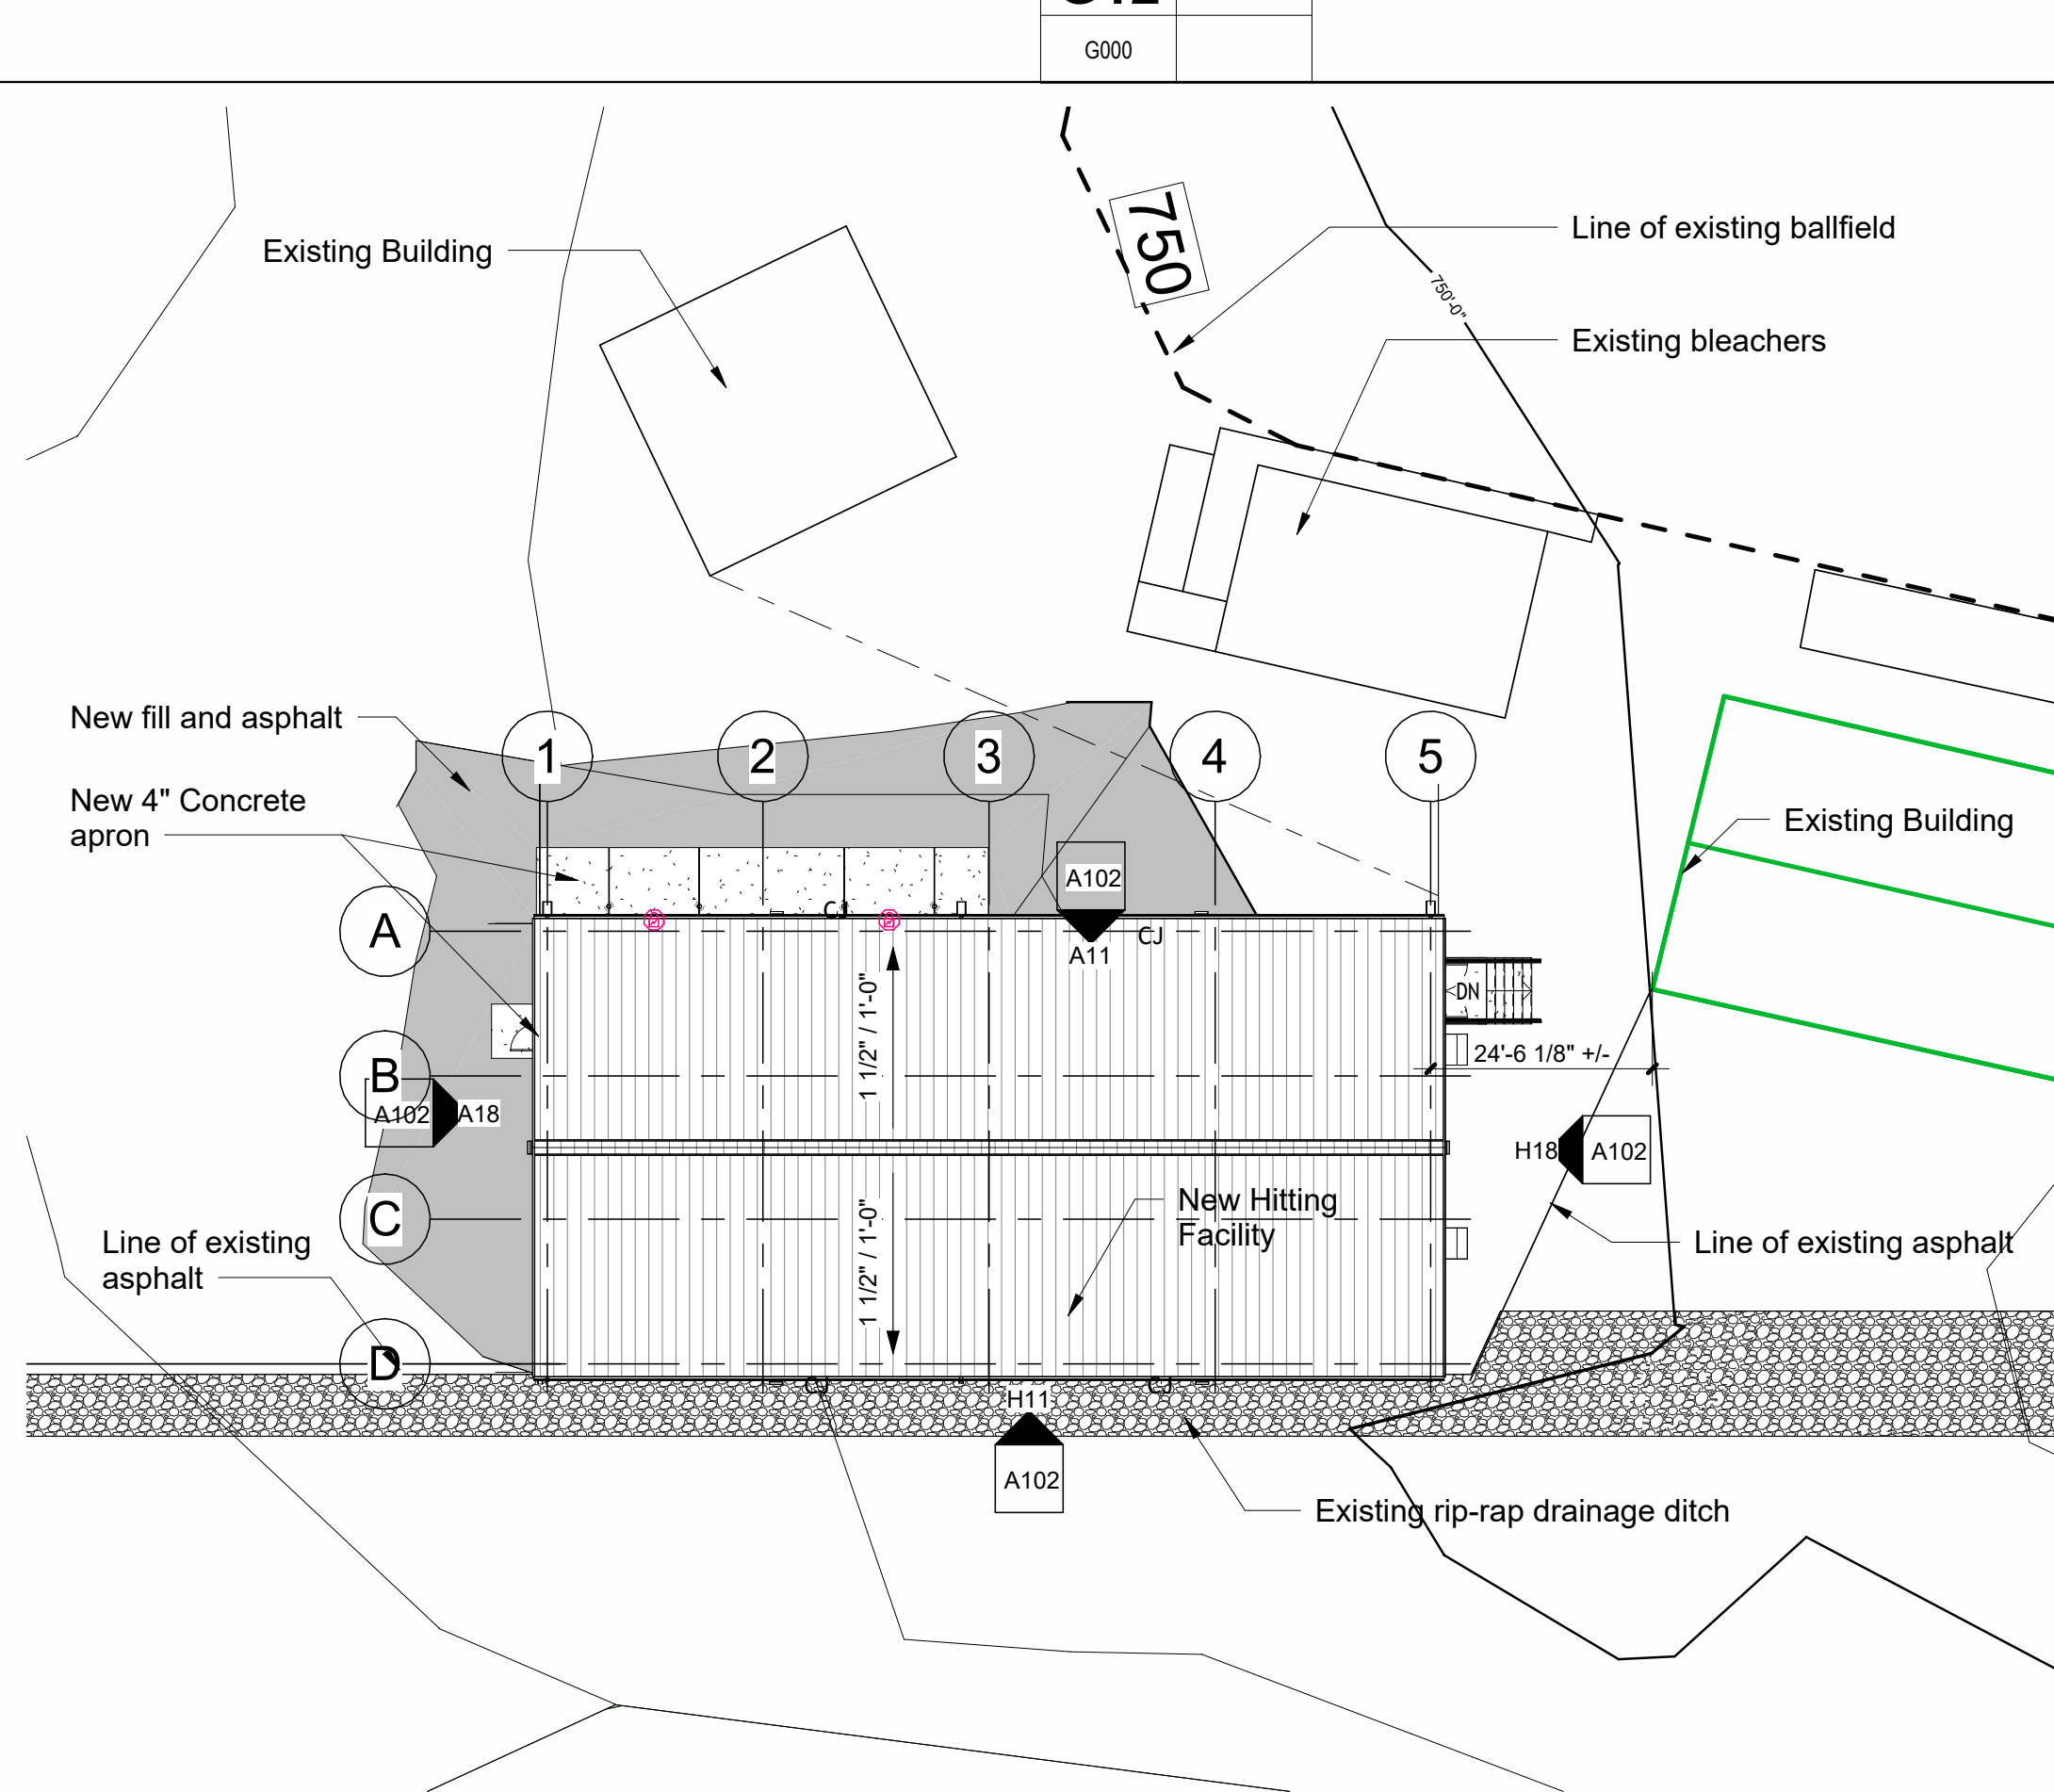 G000
750
Line of existing ballfield
Existing Building
750'-0"
Existing bleachers
New fill and asphalt
1
2
3
4
5
New 4" Concrete
apron
Existing Building
A102
A11
CJ
CJ
A
DN
1 1/2" / 1'-0"
24'-6 1/8" +/-
B
A102
A18
H18
A102
New Hitting
Facility
C
1 1/2" / 1'-0"
Line of existing
asphalt
Line of existing asphalt
D
CJ
CJ
H11
A102
Existing rip-rap drainage ditch